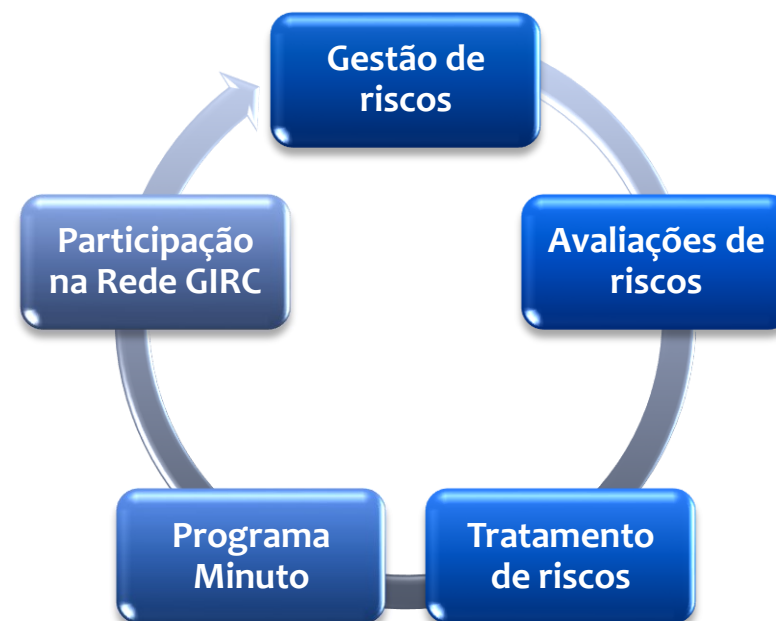 Gestão de
riscos
Avaliações de
riscos
Tratamento
de riscos
Programa
Minuto
Participação
na Rede GIRC